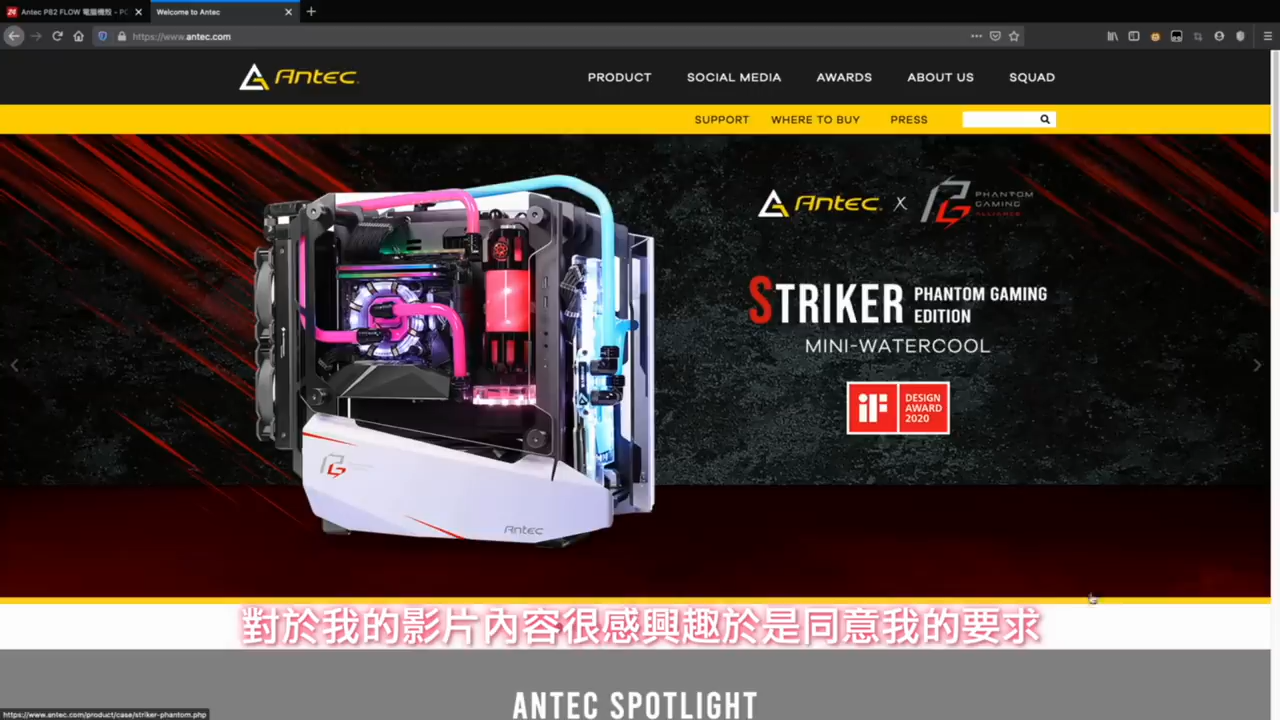 Antec P82 FLOW 電腦機殼 - PC
Welcome to Antec
https://www.antec.com
Antec
PRODUCT
SOCIAL MEDIA
AWARDS
ABOUT US
SQUAD
SUPPORT
WHERE TO BUY
PRESS
Antec X PHANTOM
GAMING
ALLIANCE
STRIKER PHANTOM GAMING
EDITION
MINI-WATERCOOL
iF DESIGN
AWARD
2020
Antec
對於我的影片內容很感興趣於是同意我的要求
ANTEC SPOTLIGHT
https://www.antec.com/product/case/striker-phantom.php